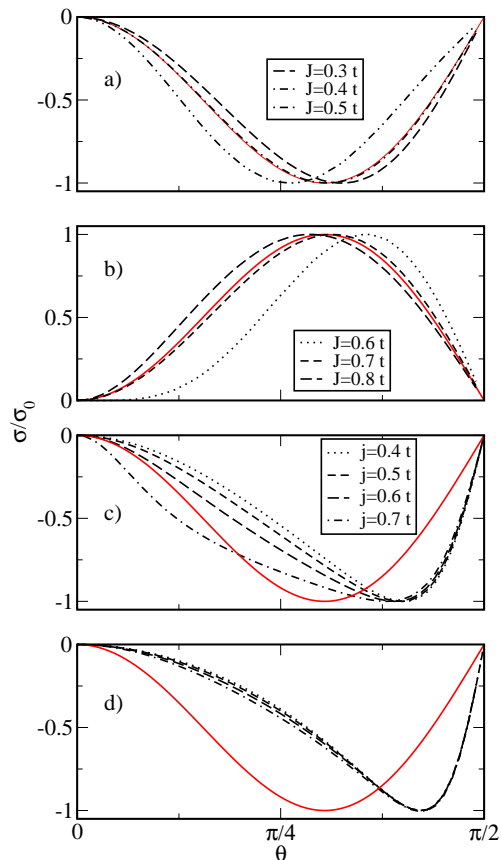 0
-0.5
-1
a)
J=0.3 t
J=0.4 t
J=0.5 t
1
0.5
0
b)
J=0.6 t
J=0.7 t
J=0.8 t
σ/σ0
0
-0.5
-1
c)
j=0.4 t
j=0.5 t
j=0.6 t
j=0.7 t
0
-0.5
-1
d)
0
π/4
π/2
θ